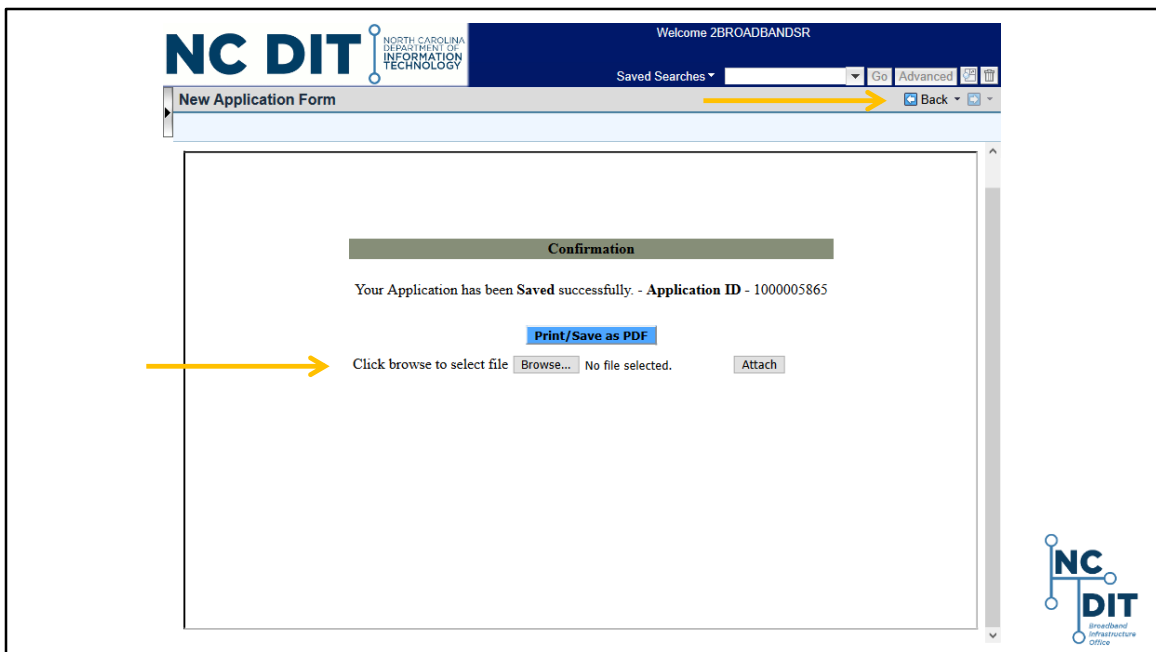 NC DIT
NORTH CAROLINA
DEPARTMENT OF
INFORMATION
TECHNOLOGY
Welcome 2BROADBANDSR
Saved Searches Go Advanced
New Application Form Back
Confirmation
Your Application has been Saved successfully. - Application ID - 1000005865
Print/Save as PDF
Click browse to select file Browse... No file selected. Attach
NC
DIT
Broadband
Infrastructure
Office